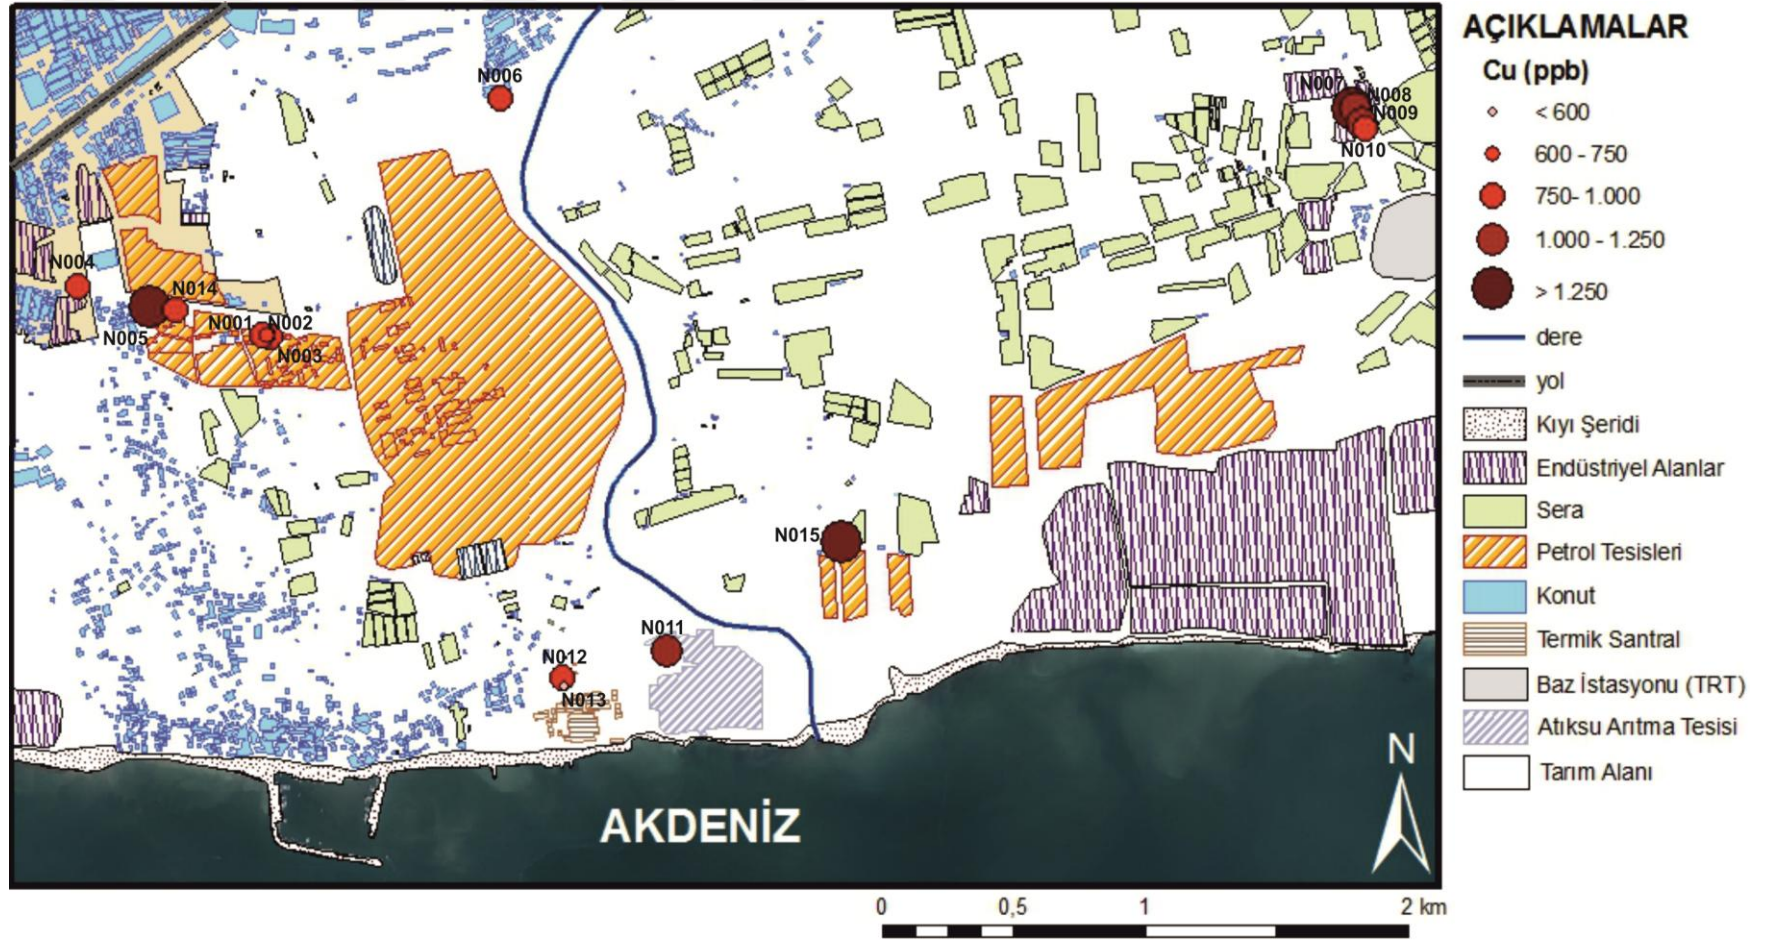 N006
N007
N008
N009
N010
N004
N014
N005
N001
N002
N003
N015
N011
N012
N013
AKDENİZ
N
0
0,5
1
2 km
AÇIKLAMALAR
Cu (ppb)
< 600
600 - 750
750- 1.000
1.000 - 1.250
> 1.250
dere
yol
Kıyı Şeridi
Endüstriyel Alanlar
Sera
Petrol Tesisleri
Konut
Termik Santral
Baz İstasyonu (TRT)
Atıksu Arıtma Tesisi
Tarım Alanı